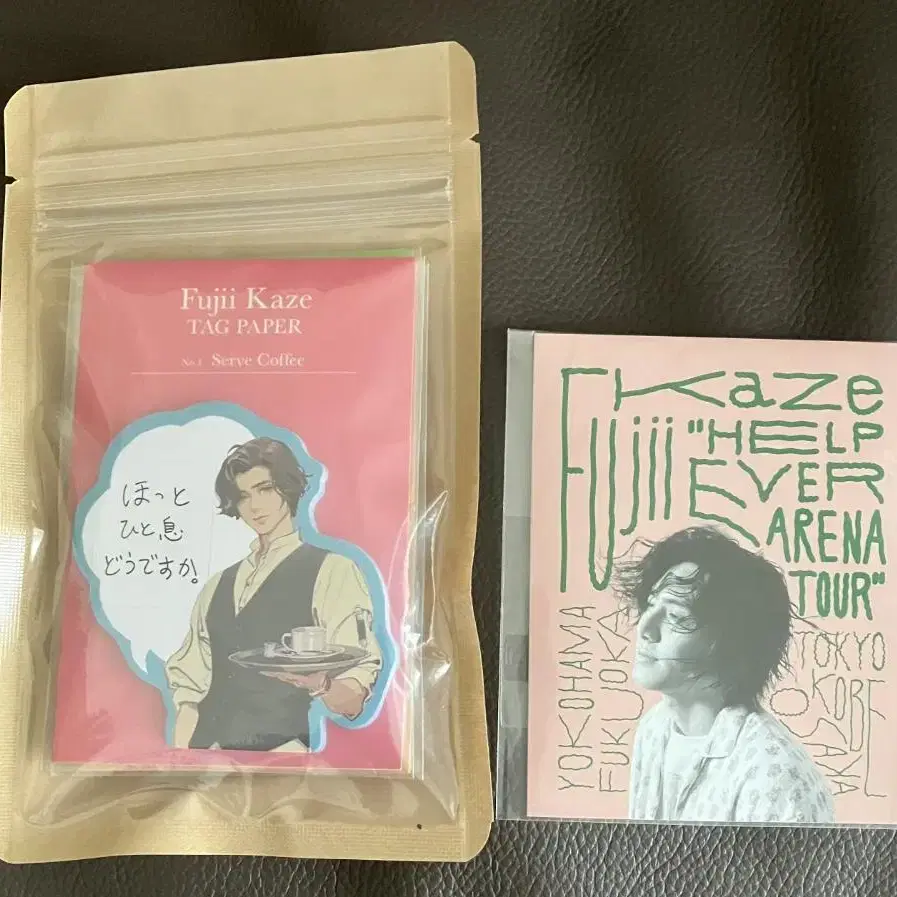 Fujii Kaze
TAG PAPER
No.1 Serve Coffee
ほっと
ひと息
どうですか。
Fujii Kaze
"HELP
EVER
ARENA
TOUR"
YOKOHAMA
FUKUOKA
TOKYO
KOBE
OSAKA